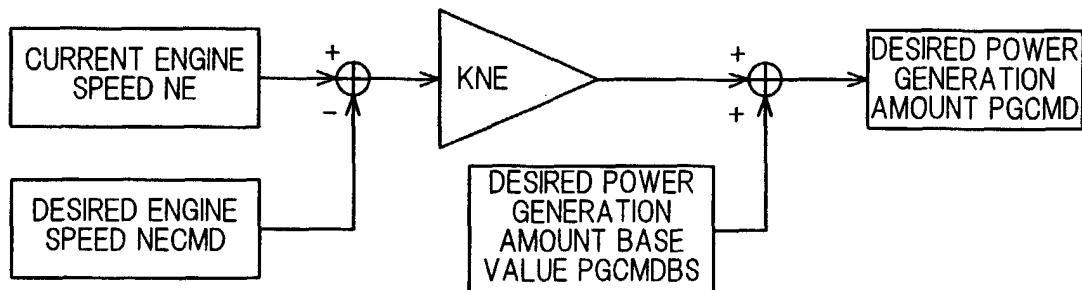 CURRENT ENGINE
SPEED NE
+
-
DESIRED ENGINE
SPEED NECMD
KNE
DESIRED POWER
GENERATION
AMOUNT BASE
VALUE PGCMDBS
+
+
DESIRED POWER
GENERATION
AMOUNT PGCMD